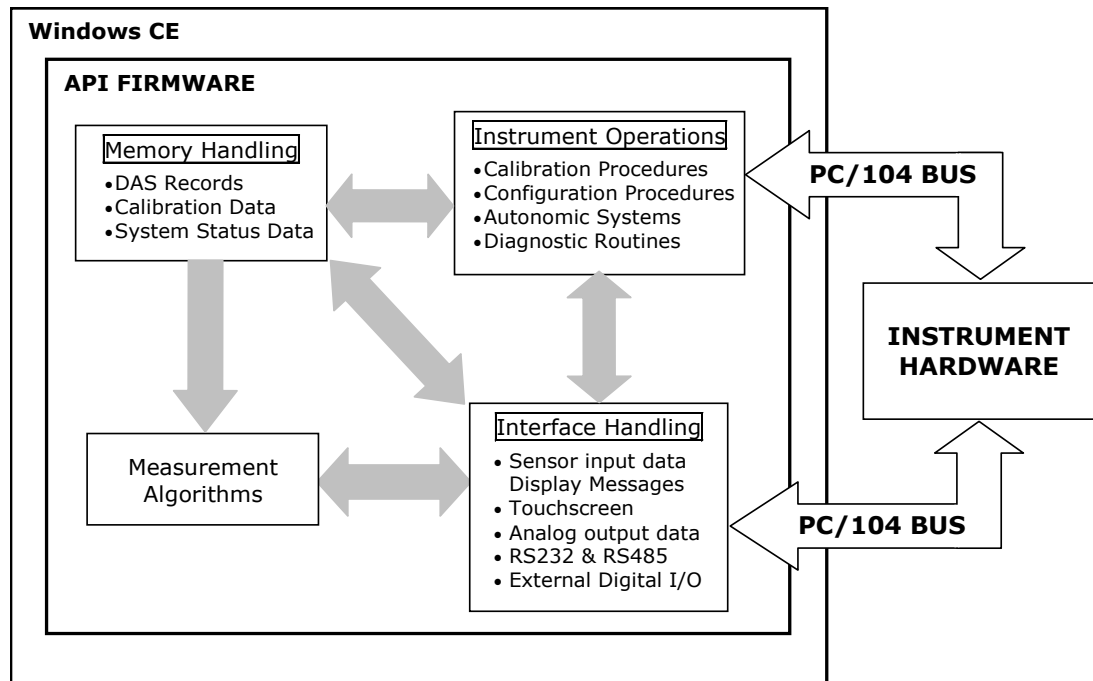 Windows CE
API FIRMWARE
Memory Handling
•DAS Records
•Calibration Data
•System Status Data
Instrument Operations
•Calibration Procedures
•Configuration Procedures
•Autonomic Systems
•Diagnostic Routines
PC/104 BUS
INSTRUMENT
HARDWARE
Measurement
Algorithms
Interface Handling
• Sensor input data
Display Messages
• Touchscreen
• Analog output data
• RS232 & RS485
• External Digital I/O
PC/104 BUS